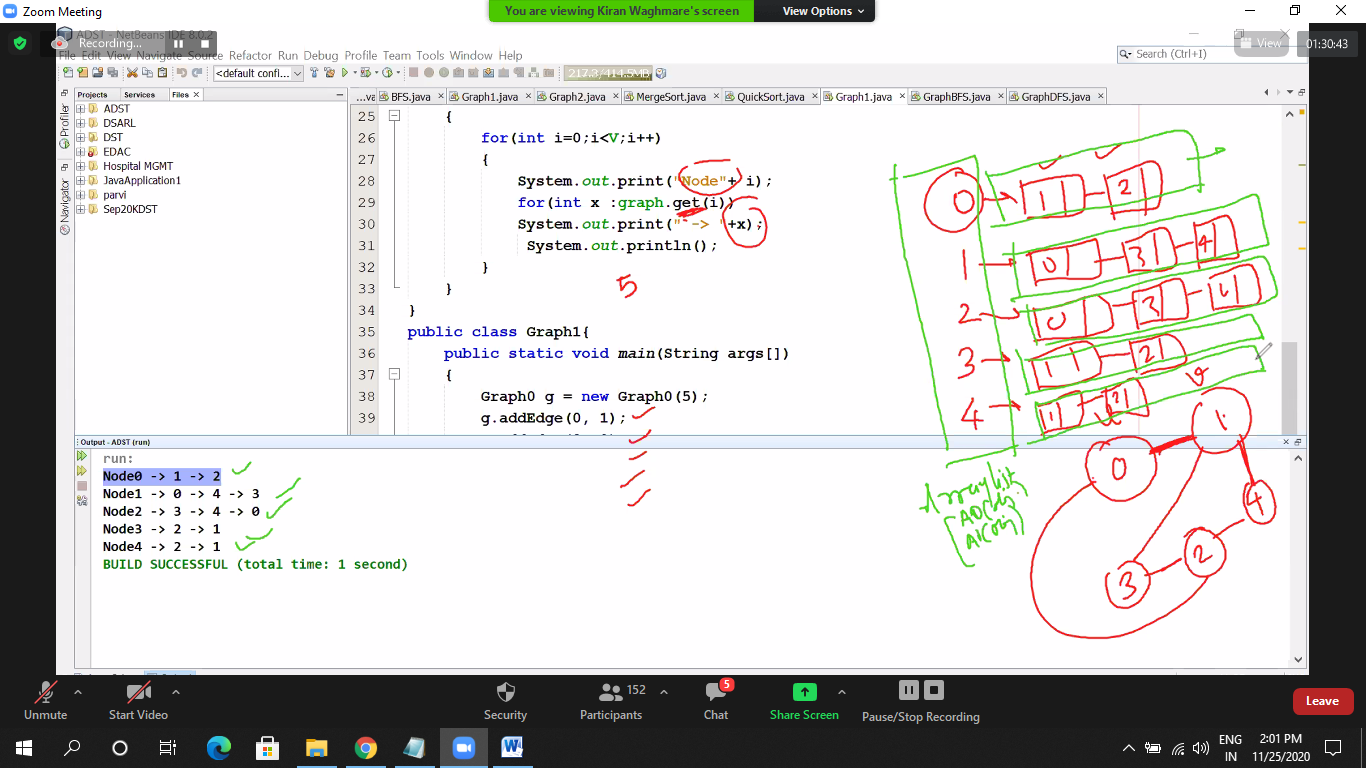 Zoom Meeting
You are viewing Kiran Waghmare's screen
View Options
ADST - NetBeans IDE 8.0.2
Recording...
View
01:30:43
File Edit View Navigate Source Refactor Run Debug Profile Team Tools Window Help
Search (Ctrl+I)
<default confi...
217.3/414.5MB
Projects
Services
Files
...va
BFS.java
Graph1.java
Graph2.java
MergeSort.java
QuickSort.java
Graph1.java
GraphBFS.java
GraphDFS.java
Profiler
Navigator
ADST
DSARL
DST
EDAC
Hospital MGMT
JavaApplication1
parvi
Sep20KDST
25 {
26 for(int i=0;i<V;i++)
27 {
28 System.out.print("Node"+ i);
29 for(int x :graph.get(i))
30 System.out.print(" -> "+x);
31 System.out.println();
32 }
33 }
34 }
35 public class Graph1{
36 public static void main(String args[])
37 {
38 Graph0 g = new Graph0(5);
39 g.addEdge(0, 1);
5
0 1 2
1 0 3 4
2 0 3 4
3 1 2
4 1 2
Arraylist
0
1
4
2
3
Output - ADST (run)
run:
Node0 -> 1 -> 2
Node1 -> 0 -> 4 -> 3
Node2 -> 3 -> 4 -> 0
Node3 -> 2 -> 1
Node4 -> 2 -> 1
BUILD SUCCESSFUL (total time: 1 second)
Unmute
Start Video
Security
152
Participants
5
Chat
Share Screen
Pause/Stop Recording
Leave
ENG
IN
2:01 PM
11/25/2020